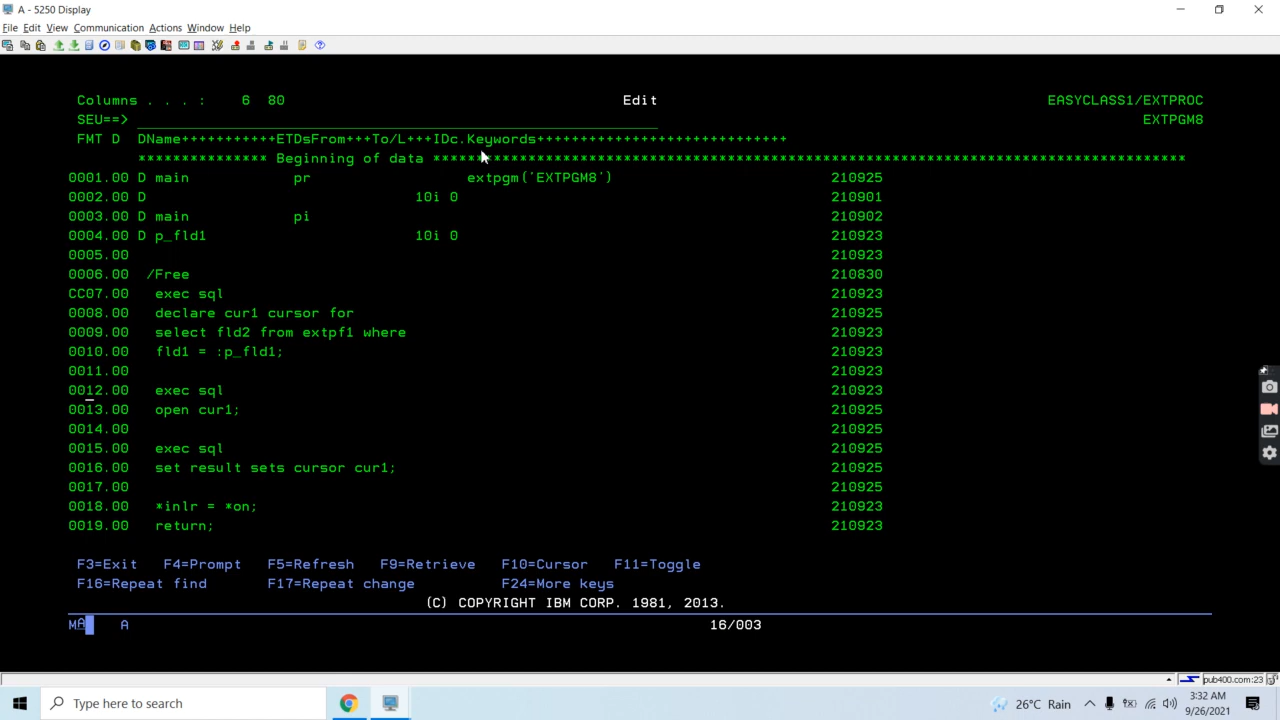 A - 5250 Display
File Edit View Communication Actions Window Help
Columns . . . : 6 80 Edit EASYCLASS1/EXTPROC
SEU==> EXTPGM8
FMT D DName+++++++++++ETDsFrom+++To/L+++IDc.Keywords+++++++++++++++++++++++++++++
*************** Beginning of data ***************************************************************************************
0001.00 D main pr extpgm('EXTPGM8') 210925
0002.00 D 10i 0 210901
0003.00 D main pi 210902
0004.00 D p_fld1 10i 0 210923
0005.00 210923
0006.00 /Free 210830
CC07.00 exec sql 210923
0008.00 declare cur1 cursor for 210925
0009.00 select fld2 from extpf1 where 210923
0010.00 fld1 = :p_fld1; 210923
0011.00 210923
0012.00 exec sql 210923
0013.00 open cur1; 210925
0014.00 210923
0015.00 exec sql 210925
0016.00 set result sets cursor cur1; 210925
0017.00 210925
0018.00 *inlr = *on; 210923
0019.00 return; 210923
F3=Exit F4=Prompt F5=Refresh F9=Retrieve F10=Cursor F11=Toggle
F16=Repeat find F17=Repeat change F24=More keys
(C) COPYRIGHT IBM CORP. 1981, 2013.
MA A 16/003
pub400.com:23
Type here to search 26°C Rain 3:32 AM
9/26/2021